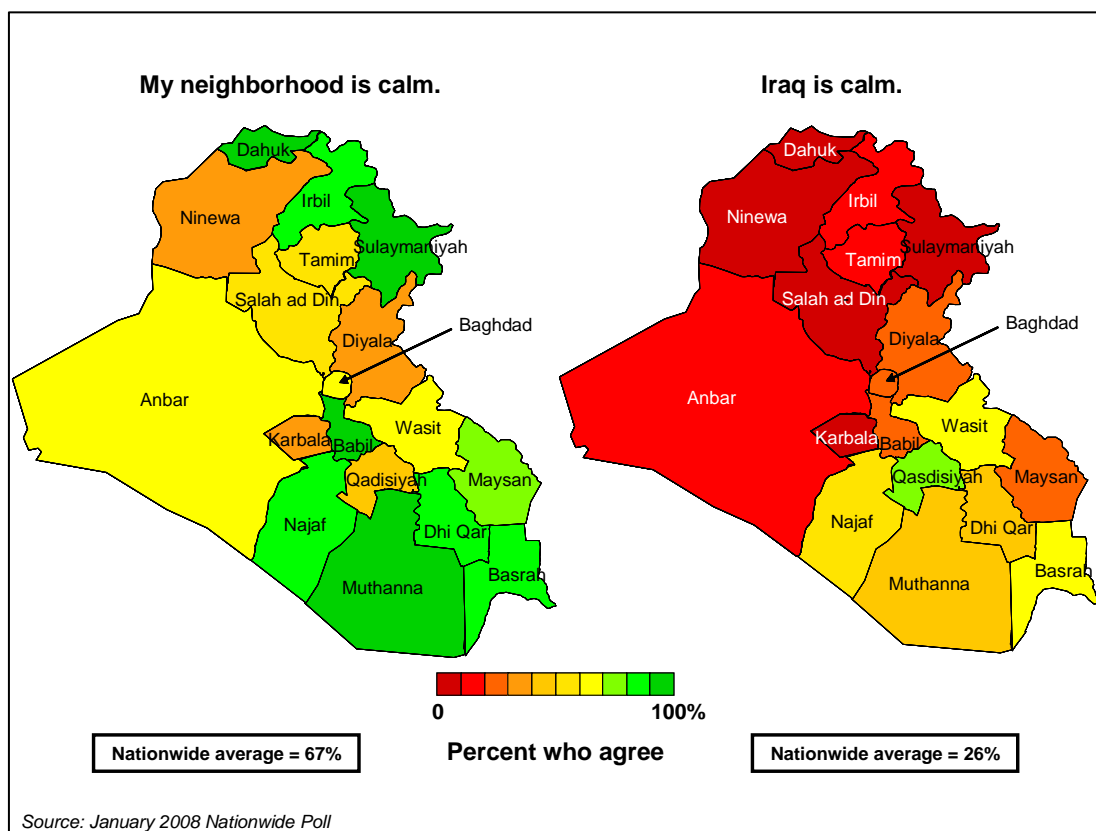 My neighborhood is calm.
Dahuk
Irbil
Ninewa
Sulaymaniyah
Tamim
Salah ad Din
Baghdad
Diyala
Anbar
Wasit
Karbala
Babil
Qadisiyah
Maysan
Najaf
Dhi Qar
Basrah
Muthanna
Iraq is calm.
Dahuk
Irbil
Ninewa
Sulaymaniyah
Tamim
Salah ad Din
Baghdad
Diyala
Anbar
Wasit
Karbala
Babil
Qasdisiyah
Maysan
Najaf
Dhi Qar
Basrah
Muthanna
0 100%
Percent who agree
Nationwide average = 67%
Nationwide average = 26%
Source: January 2008 Nationwide Poll